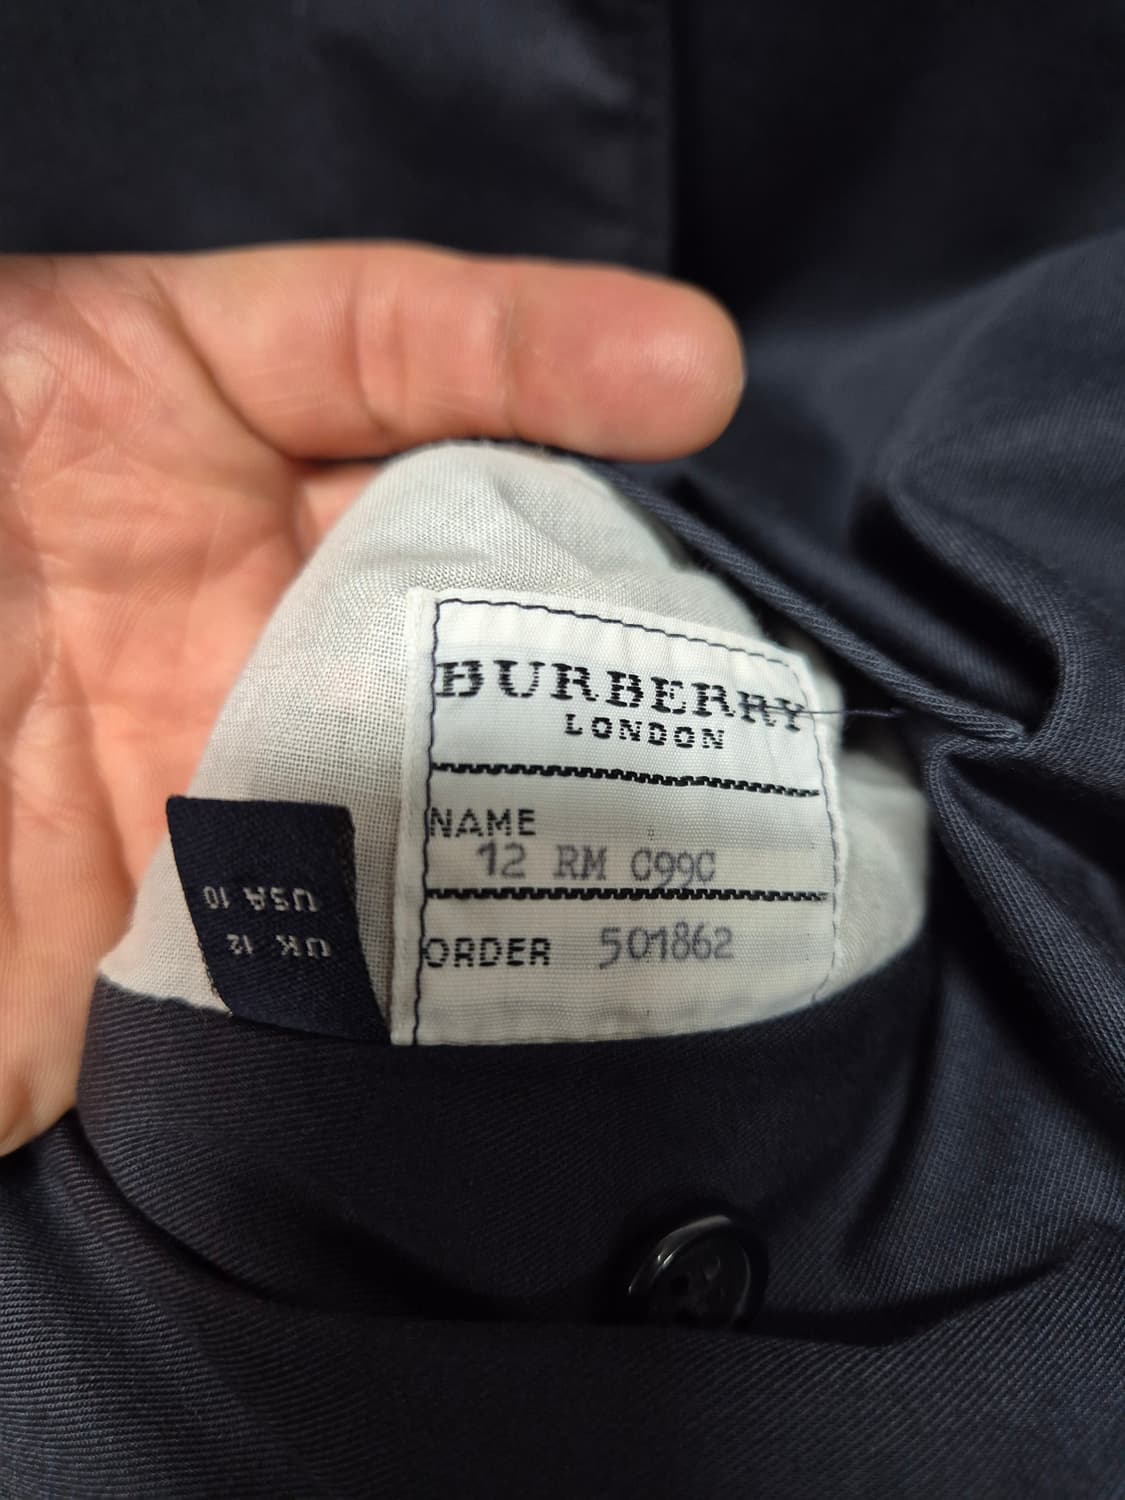 BURBERRY
LONDON
NAME
12 RM C99C
ORDER 501862
UK 12
USA 10